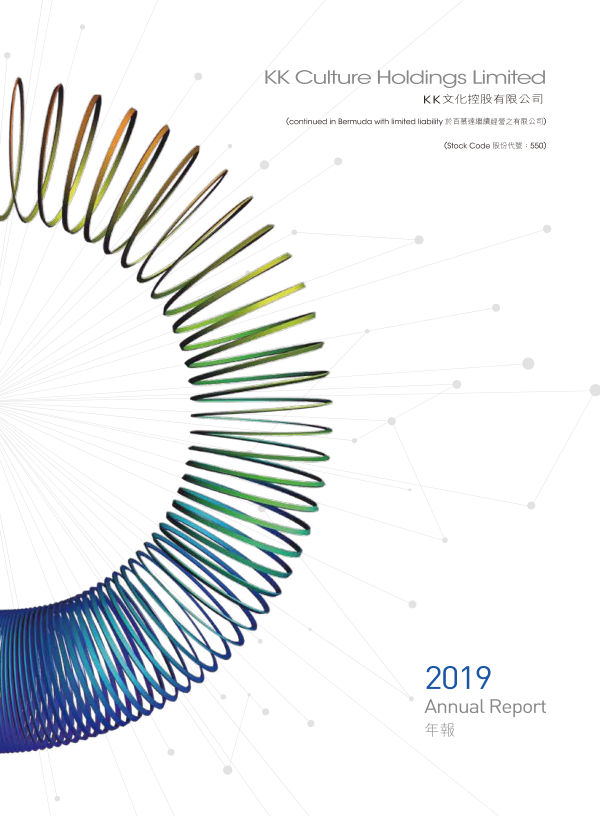 KK Culture Holdings Limited
KK文化控股有限公司
(continued in Bermuda with limited liability 於百慕達繼續經營之有限公司)
(Stock Code 股份代號：550)
2019
Annual Report
年報